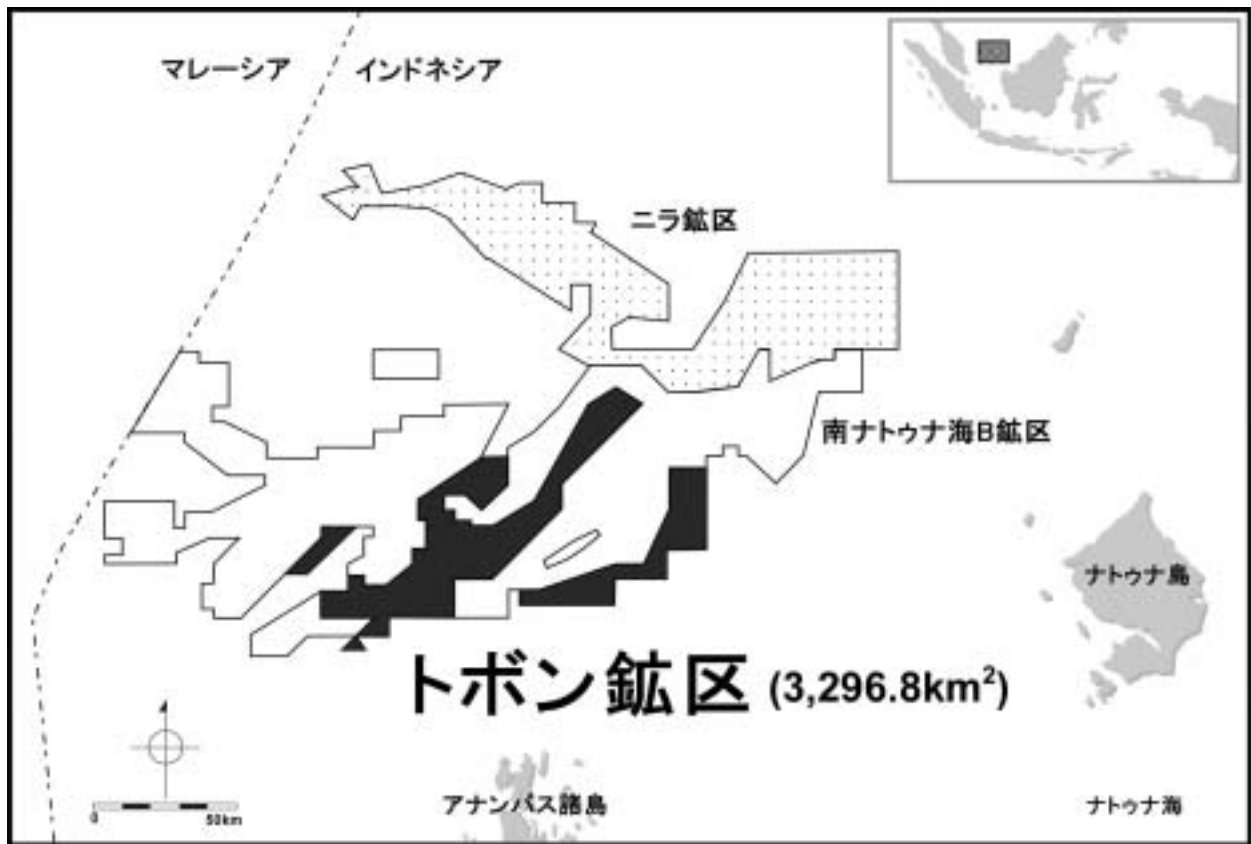 マレーシア インドネシア
ニラ鉱区
南ナトゥナ海B鉱区
ナトゥナ島
トボン鉱区 (3,296.8km²)
アナンバス諸島
ナトゥナ海
0 50km